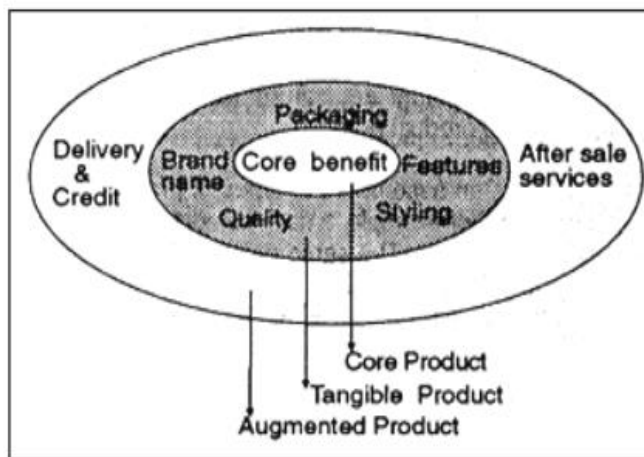 Packaging
Delivery
&
Credit
Brand
name
Core benefit
Features
After sale
services
Quality
Styling
Core Product
Tangible Product
Augmented Product